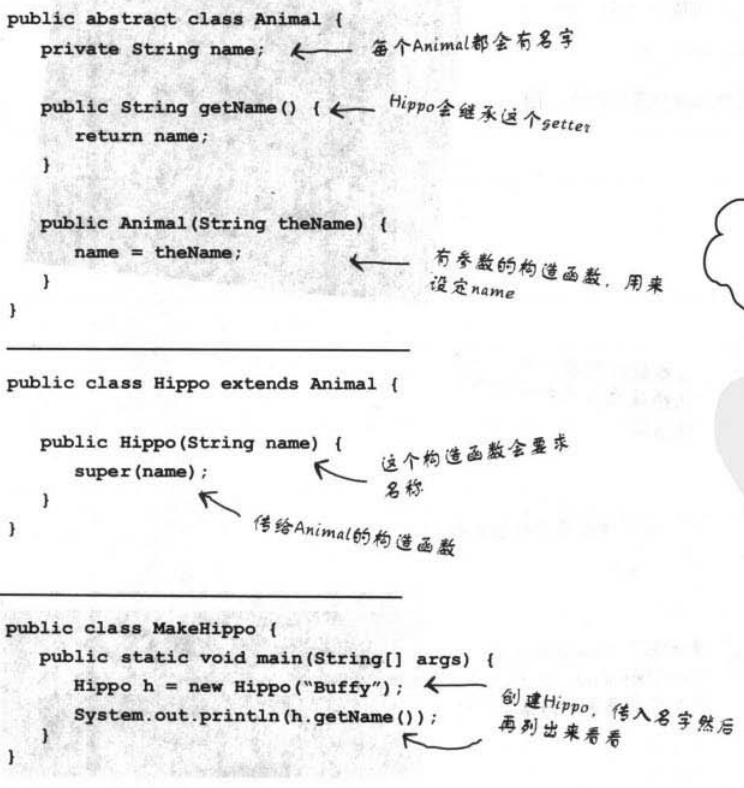 public abstract class Animal {
private String name;
每个Animal都会有名字
public String getName() {
Hippo会继承这个getter
return name;
}
public Animal(String theName) {
name = theName;
有参数的构造函数，用来
设定name
}
}
public class Hippo extends Animal {
public Hippo(String name) {
这个构造函数会要求
名称
super(name);
传给Animal的构造函数
}
}
public class MakeHippo {
public static void main(String[] args) {
Hippo h = new Hippo("Buffy");
创建Hippo，传入名字然后
再列出来看看
System.out.println(h.getName());
}
}